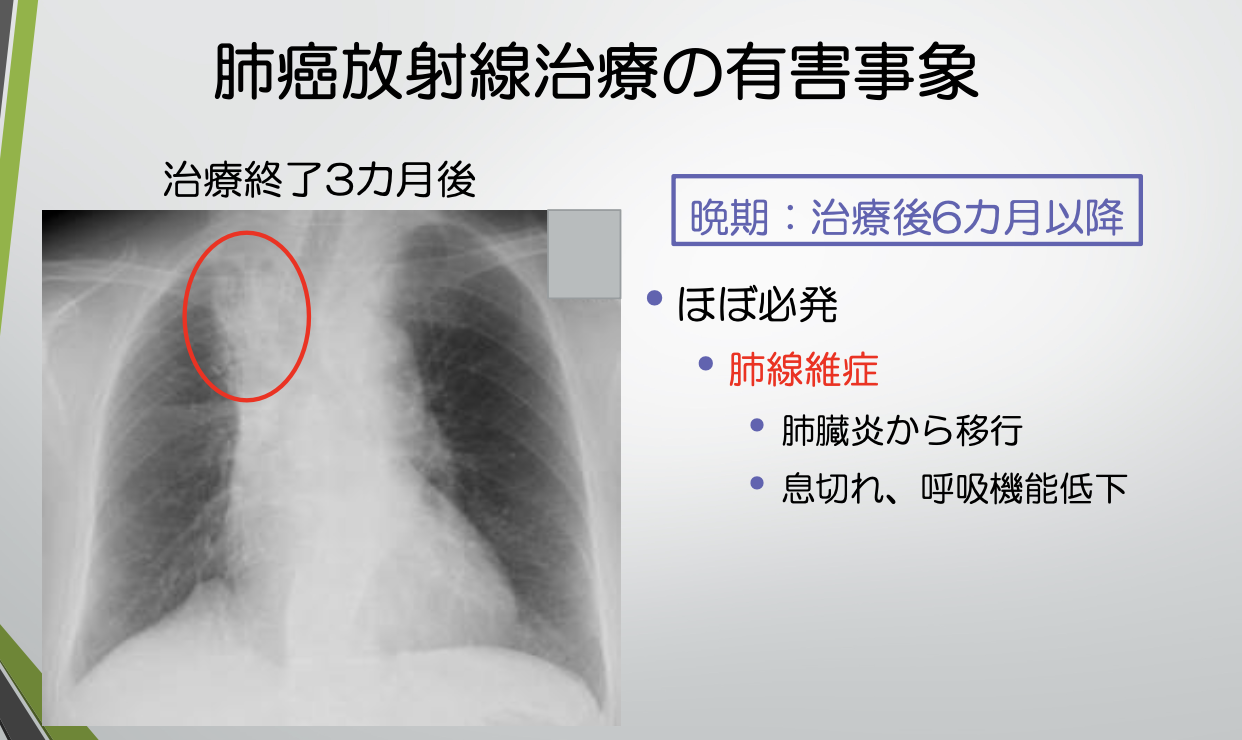 肺癌放射線治療の有害事象
治療終了3カ月後
晩期：治療後6カ月以降
ほぼ必発
肺線維症
肺臓炎から移行
息切れ、呼吸機能低下